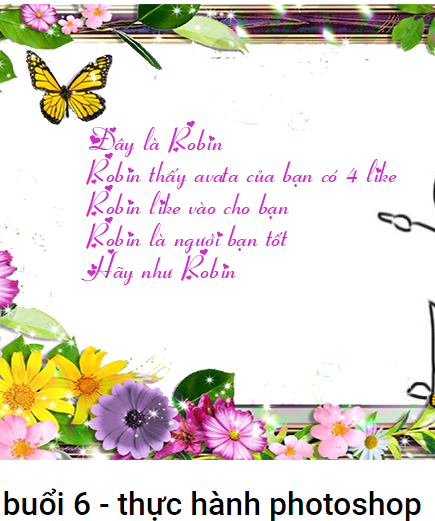 Đây là Robin
Robin thấy avata của bạn có 4 like
Robin like vào cho bạn
Robin là người bạn tốt
Hãy như Robin
buổi 6 - thực hành photoshop